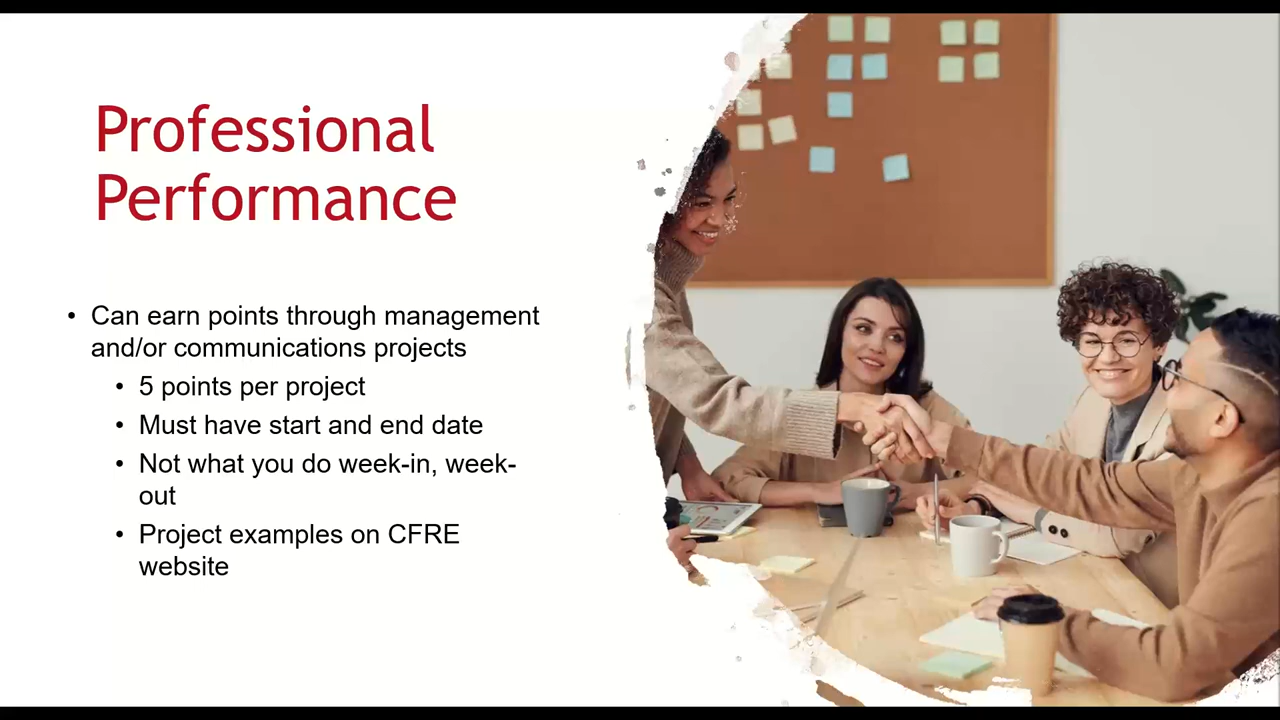 Professional
Performance
• Can earn points through management
and/or communications projects
• 5 points per project
• Must have start and end date
• Not what you do week-in, week-
out
• Project examples on CFRE
website